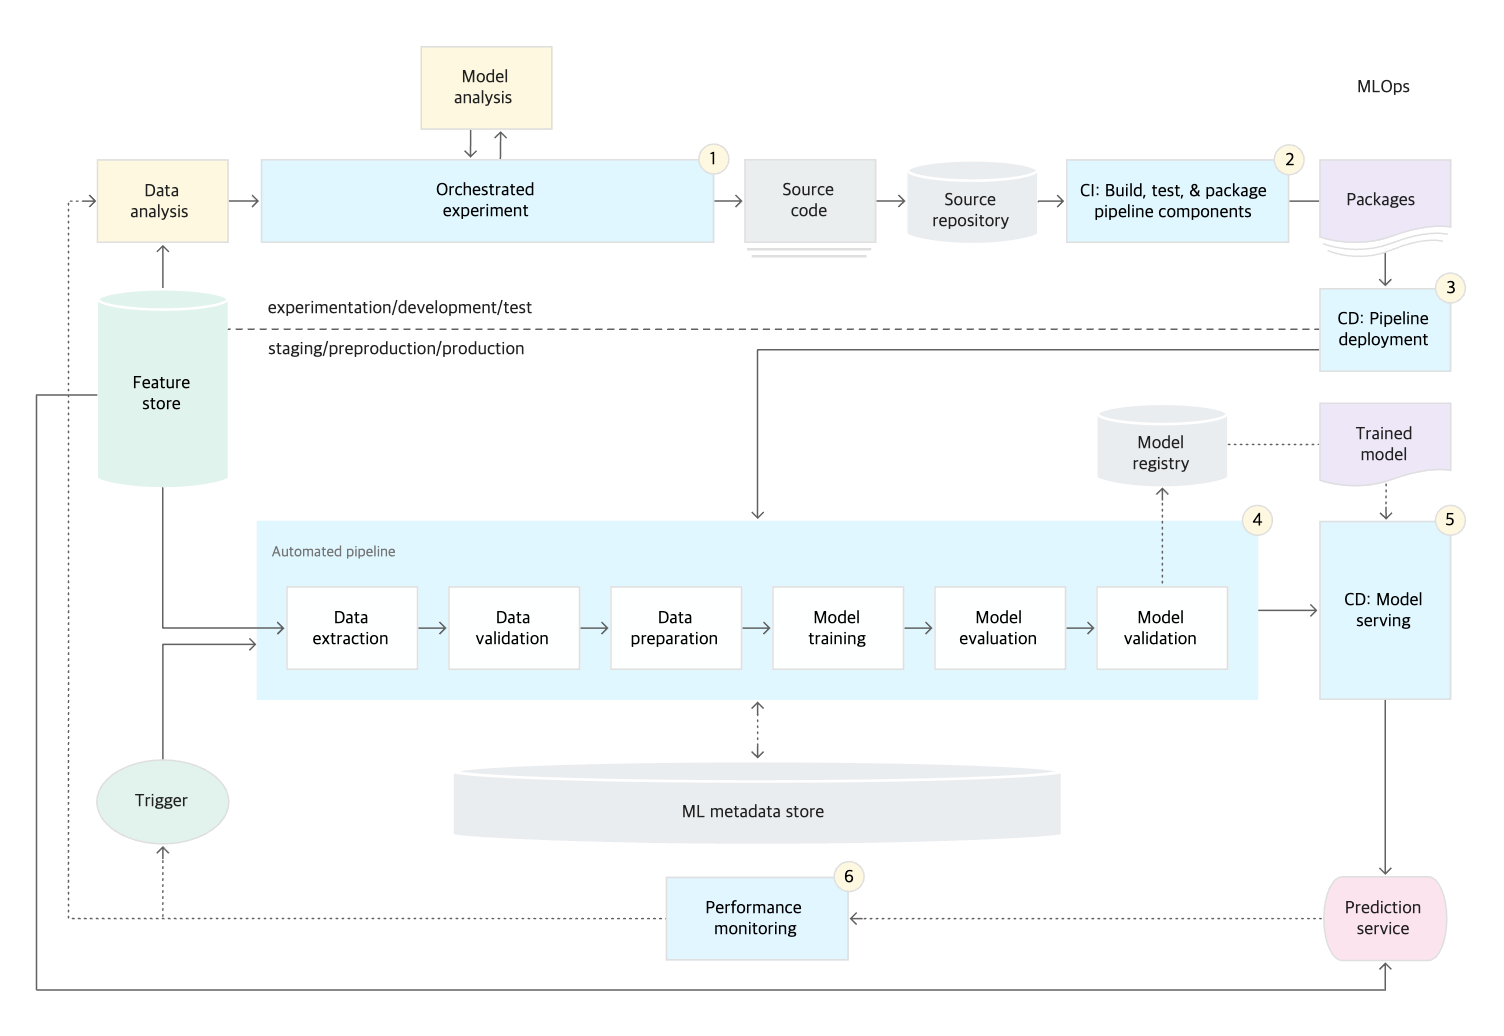 Model
analysis
MLOps
Data
analysis
Orchestrated
experiment
1
Source
code
Source
repository
CI: Build, test, & package
pipeline components
2
Packages
experimentation/development/test
staging/preproduction/production
CD: Pipeline
deployment
3
Feature
store
Model
registry
Trained
model
Automated pipeline
4
Data
extraction
Data
validation
Data
preparation
Model
training
Model
evaluation
Model
validation
CD: Model
serving
5
Trigger
ML metadata store
Performance
monitoring
6
Prediction
service